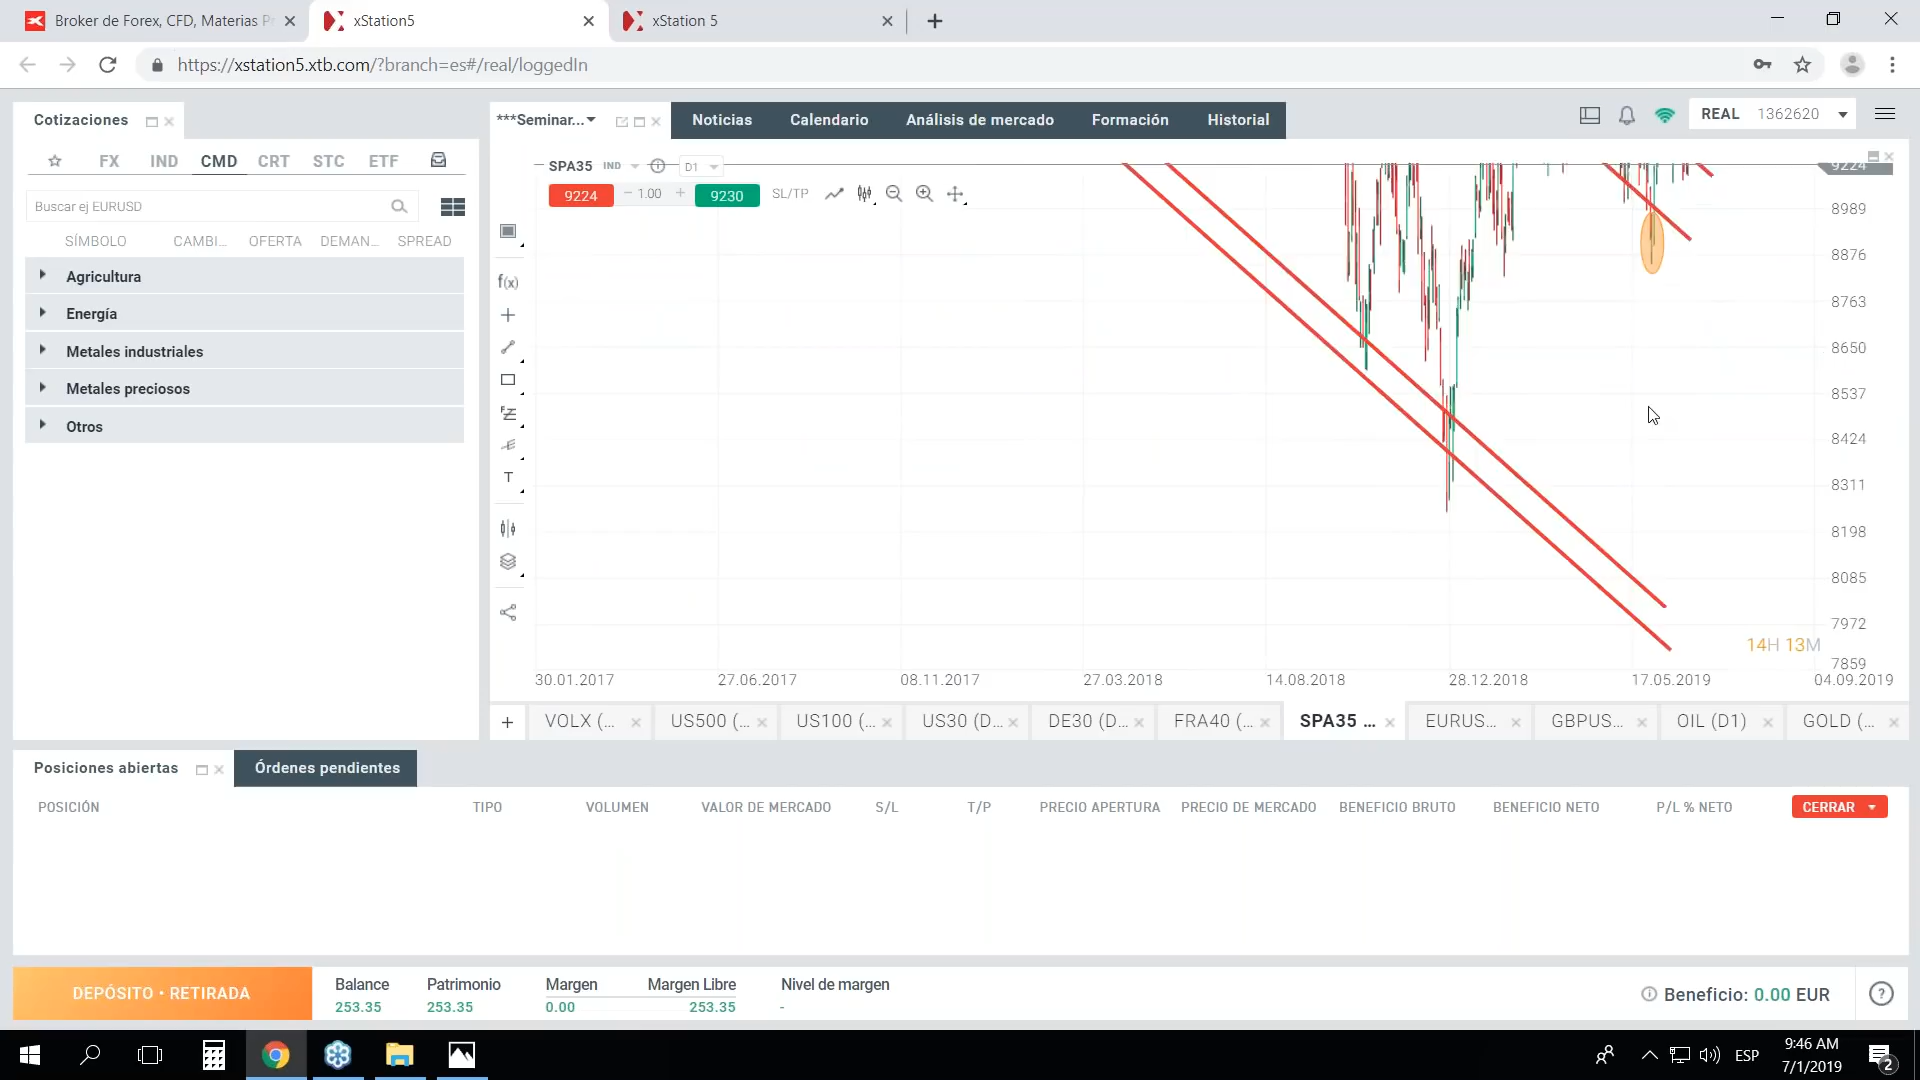 Broker de Forex, CFD, Materias P
xStation5
xStation 5
https://xstation5.xtb.com/?branch=es#/real/loggedIn
Cotizaciones
***Seminar...
Noticias
Calendario
Análisis de mercado
Formación
Historial
REAL 1362620
FX IND CMD CRT STC ETF
Buscar ej EURUSD
SÍMBOLO CAMBI... OFERTA DEMAN... SPREAD
Agricultura
Energía
Metales industriales
Metales preciosos
Otros
SPA35 IND D1
9224 − 1.00 + 9230 SL/TP
f(x)
T
9224
8989
8876
8763
8650
8537
8424
8311
8198
8085
7972
7859
14H 13M
30.01.2017 27.06.2017 08.11.2017 27.03.2018 14.08.2018 28.12.2018 17.05.2019 04.09.2019
+ VOLX (... US500 (... US100 (... US30 (D... DE30 (D... FRA40 (... SPA35 ... EURUS... GBPUS... OIL (D1) GOLD (...
Posiciones abiertas
Órdenes pendientes
POSICIÓN TIPO VOLUMEN VALOR DE MERCADO S/L T/P PRECIO APERTURA PRECIO DE MERCADO BENEFICIO BRUTO BENEFICIO NETO P/L % NETO CERRAR
DEPÓSITO • RETIRADA
Balance Patrimonio Margen Margen Libre Nivel de margen
253.35 253.35 0.00 253.35 -
Beneficio: 0.00 EUR
?
ESP
9:46 AM
7/1/2019
2